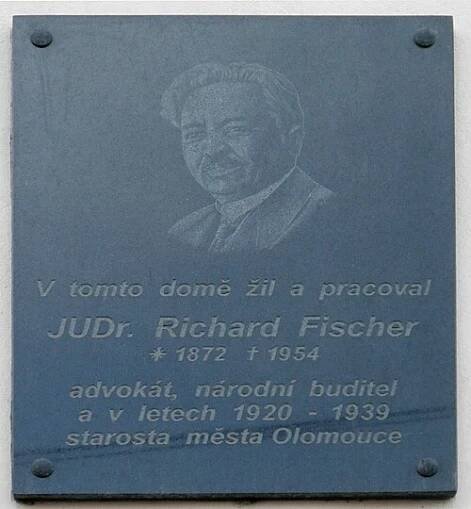 V tomto domě žil a pracoval
JUDr. Richard Fischer
* 1872 † 1954
advokát, národní buditel
a v letech 1920 - 1939
starosta města Olomouce